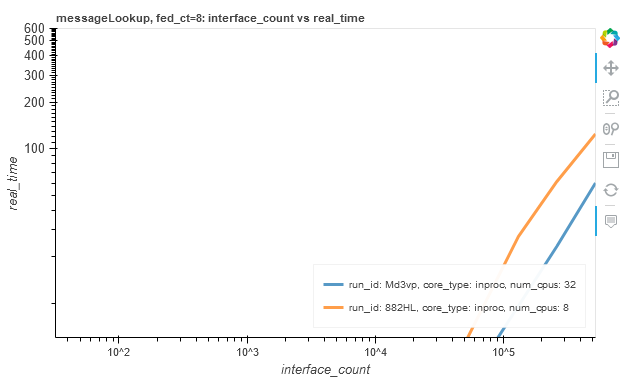 messageLookup, fed_ct=8: interface_count vs real_time
600
500
400
300
200
100
real_time
run_id: Md3vp, core_type: inproc, num_cpus: 32
run_id: 882HL, core_type: inproc, num_cpus: 8
10^2
10^3
10^4
10^5
interface_count